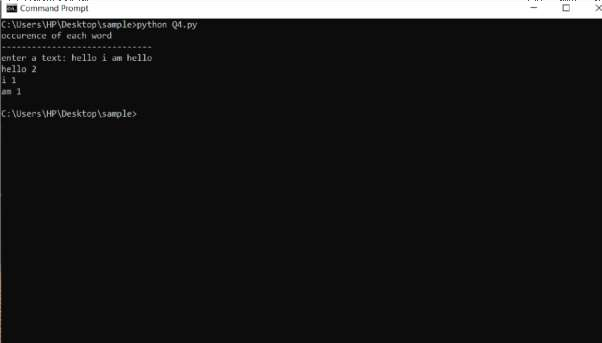 Command Prompt
C:\Users\HP\Desktop\sample>python Q4.py
occurence of each word
------------------------------
enter a text: hello i am hello
hello 2
i 1
am 1
C:\Users\HP\Desktop\sample>